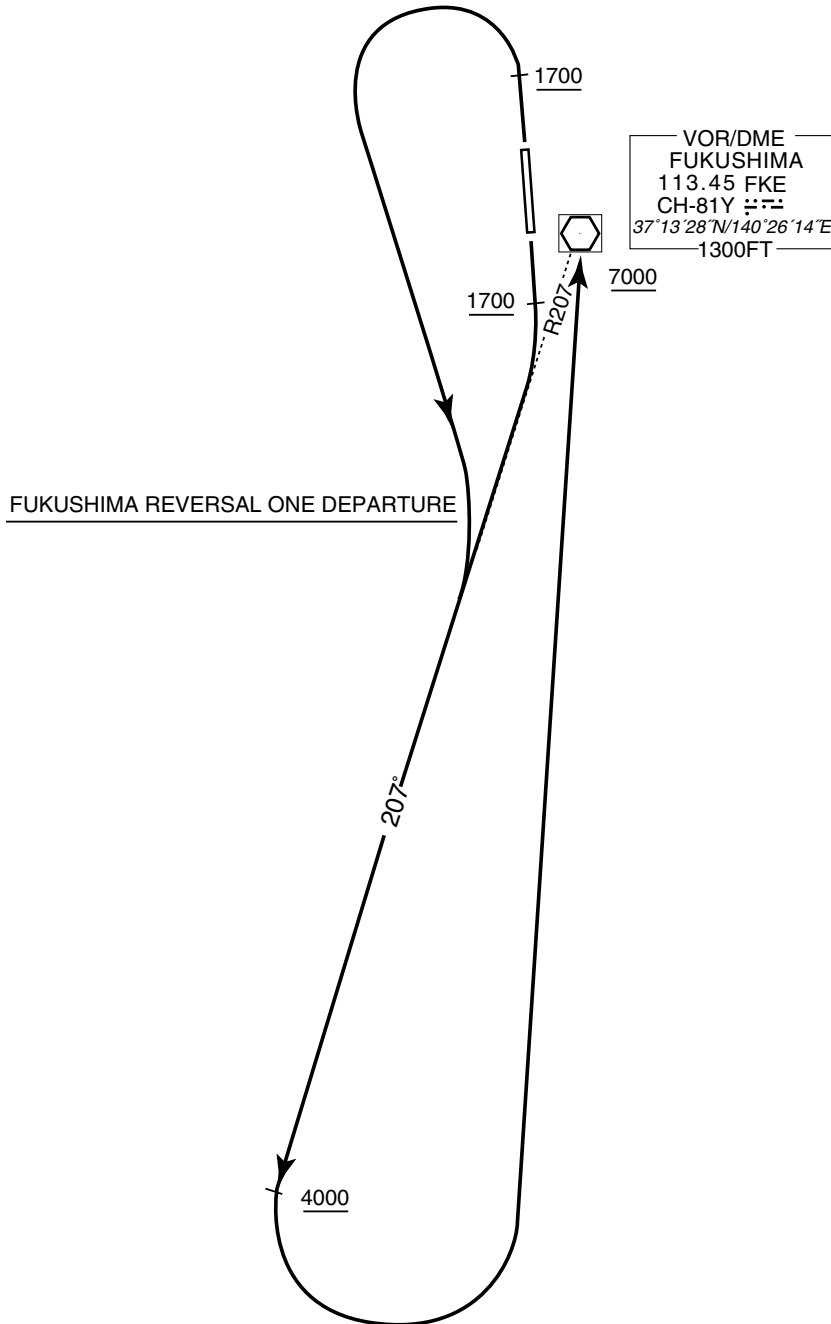 1700
VOR/DME
FUKUSHIMA
113.45 FKE
CH-81Y
37°13´28˝N/140°26´14˝E
1300FT
7000
1700
R207
FUKUSHIMA REVERSAL ONE DEPARTURE
207°
4000